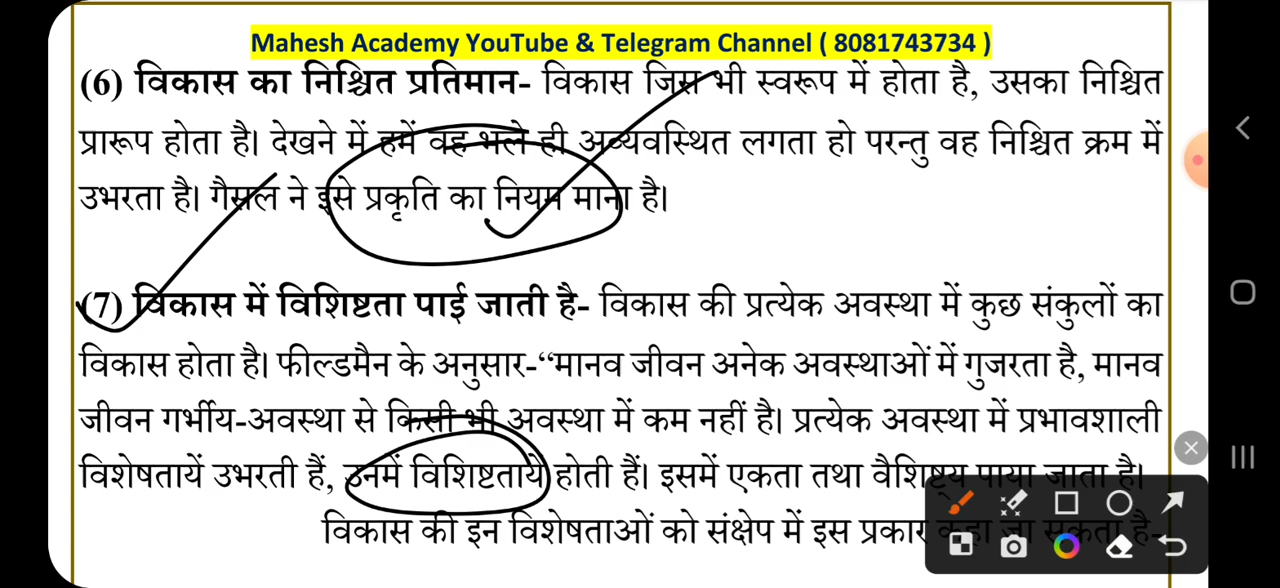 Mahesh Academy YouTube & Telegram Channel ( 8081743734 )
(6) विकास का निश्चित प्रतिमान- विकास जिस भी स्वरूप में होता है, उसका निश्चित
प्रारूप होता है। देखने में हमें वह भले ही अव्यवस्थित लगता हो परन्तु वह निश्चित क्रम में
उभरता है। गैसल ने इसे प्रकृति का नियम माना है।
(7) विकास में विशिष्टता पाई जाती है- विकास की प्रत्येक अवस्था में कुछ संकुलों का
विकास होता है। फील्डमैन के अनुसार-“मानव जीवन अनेक अवस्थाओं में गुजरता है, मानव
जीवन गर्भीय-अवस्था से किसी भी अवस्था में कम नहीं है। प्रत्येक अवस्था में प्रभावशाली
विशेषतायें उभरती हैं, उनमें विशिष्टतायें होती हैं। इसमें एकता तथा वैशिष्ट्य पाया जाता है।
विकास की इन विशेषताओं को संक्षेप में इस प्रकार कहा जा सकता है-